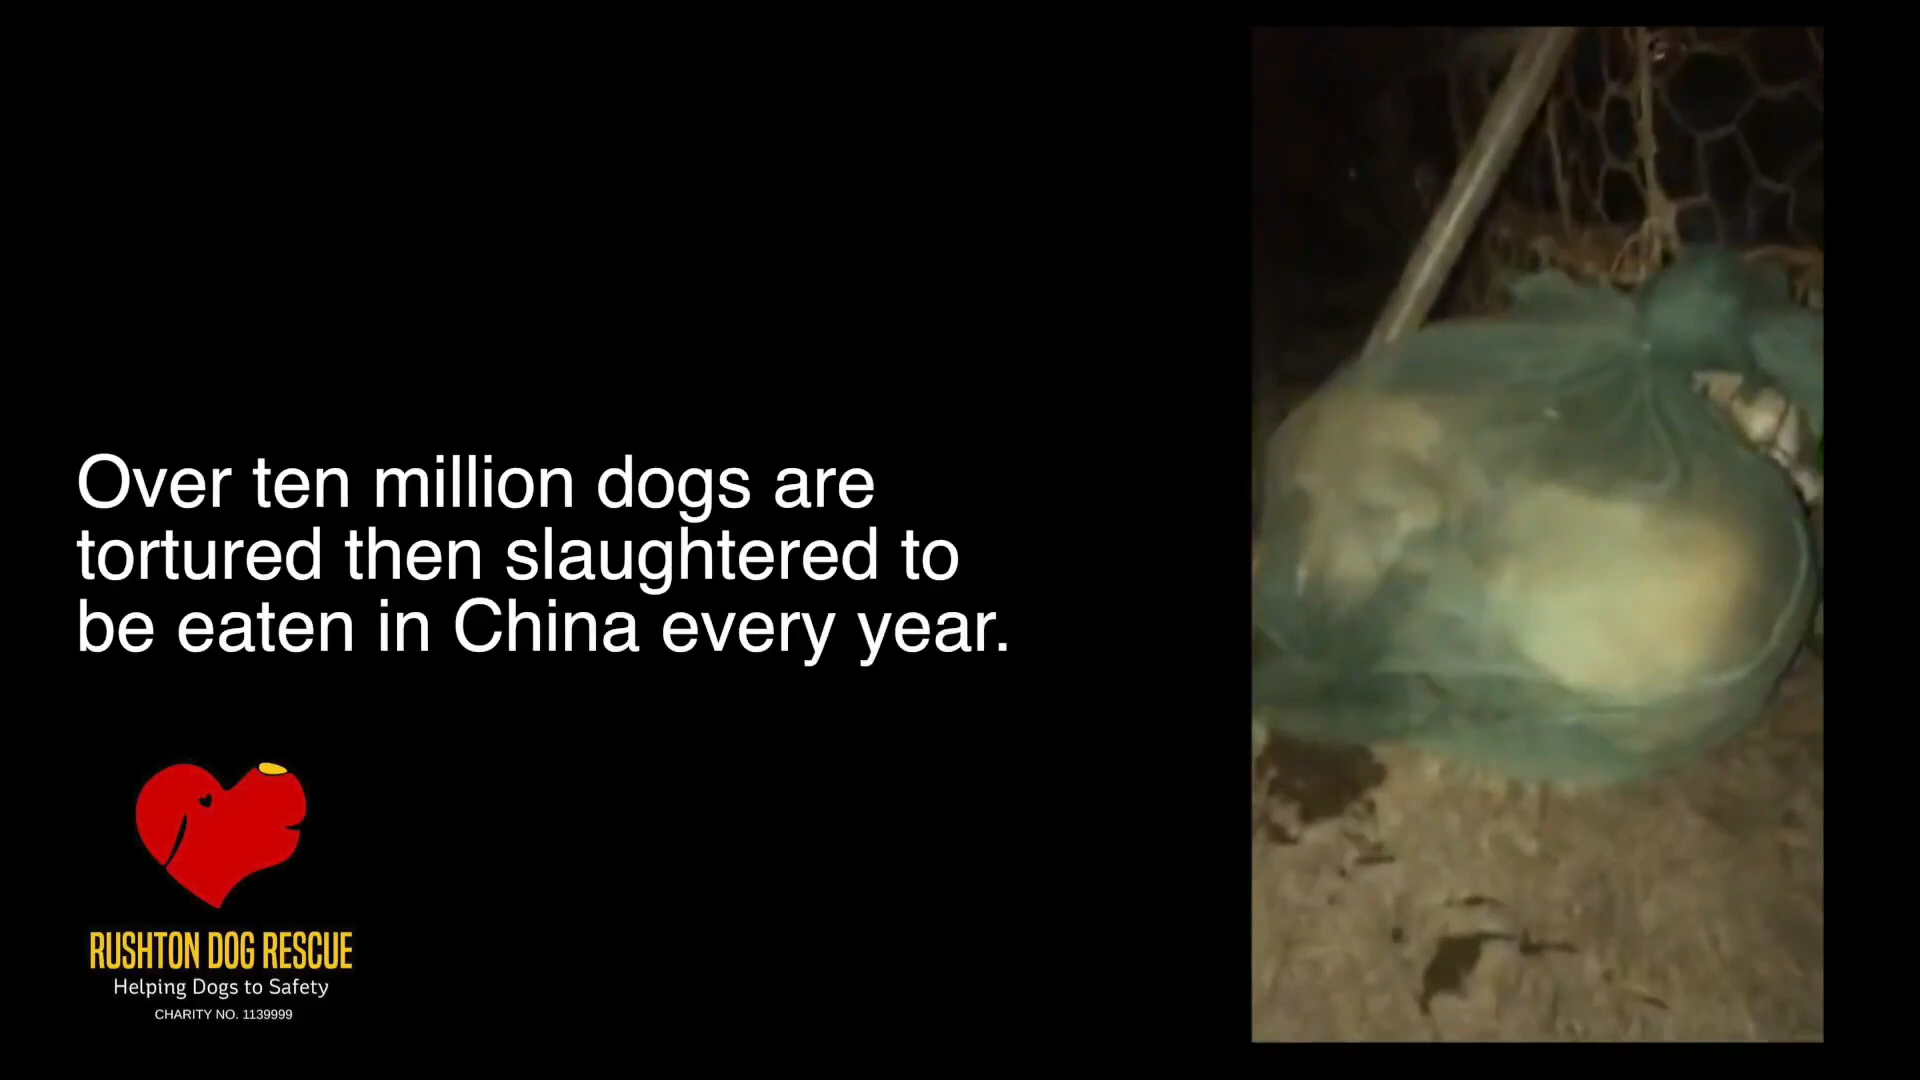 Over ten million dogs are
tortured then slaughtered to
be eaten in China every year.
RUSHTON DOG RESCUE
Helping Dogs to Safety
CHARITY NO. 1139999